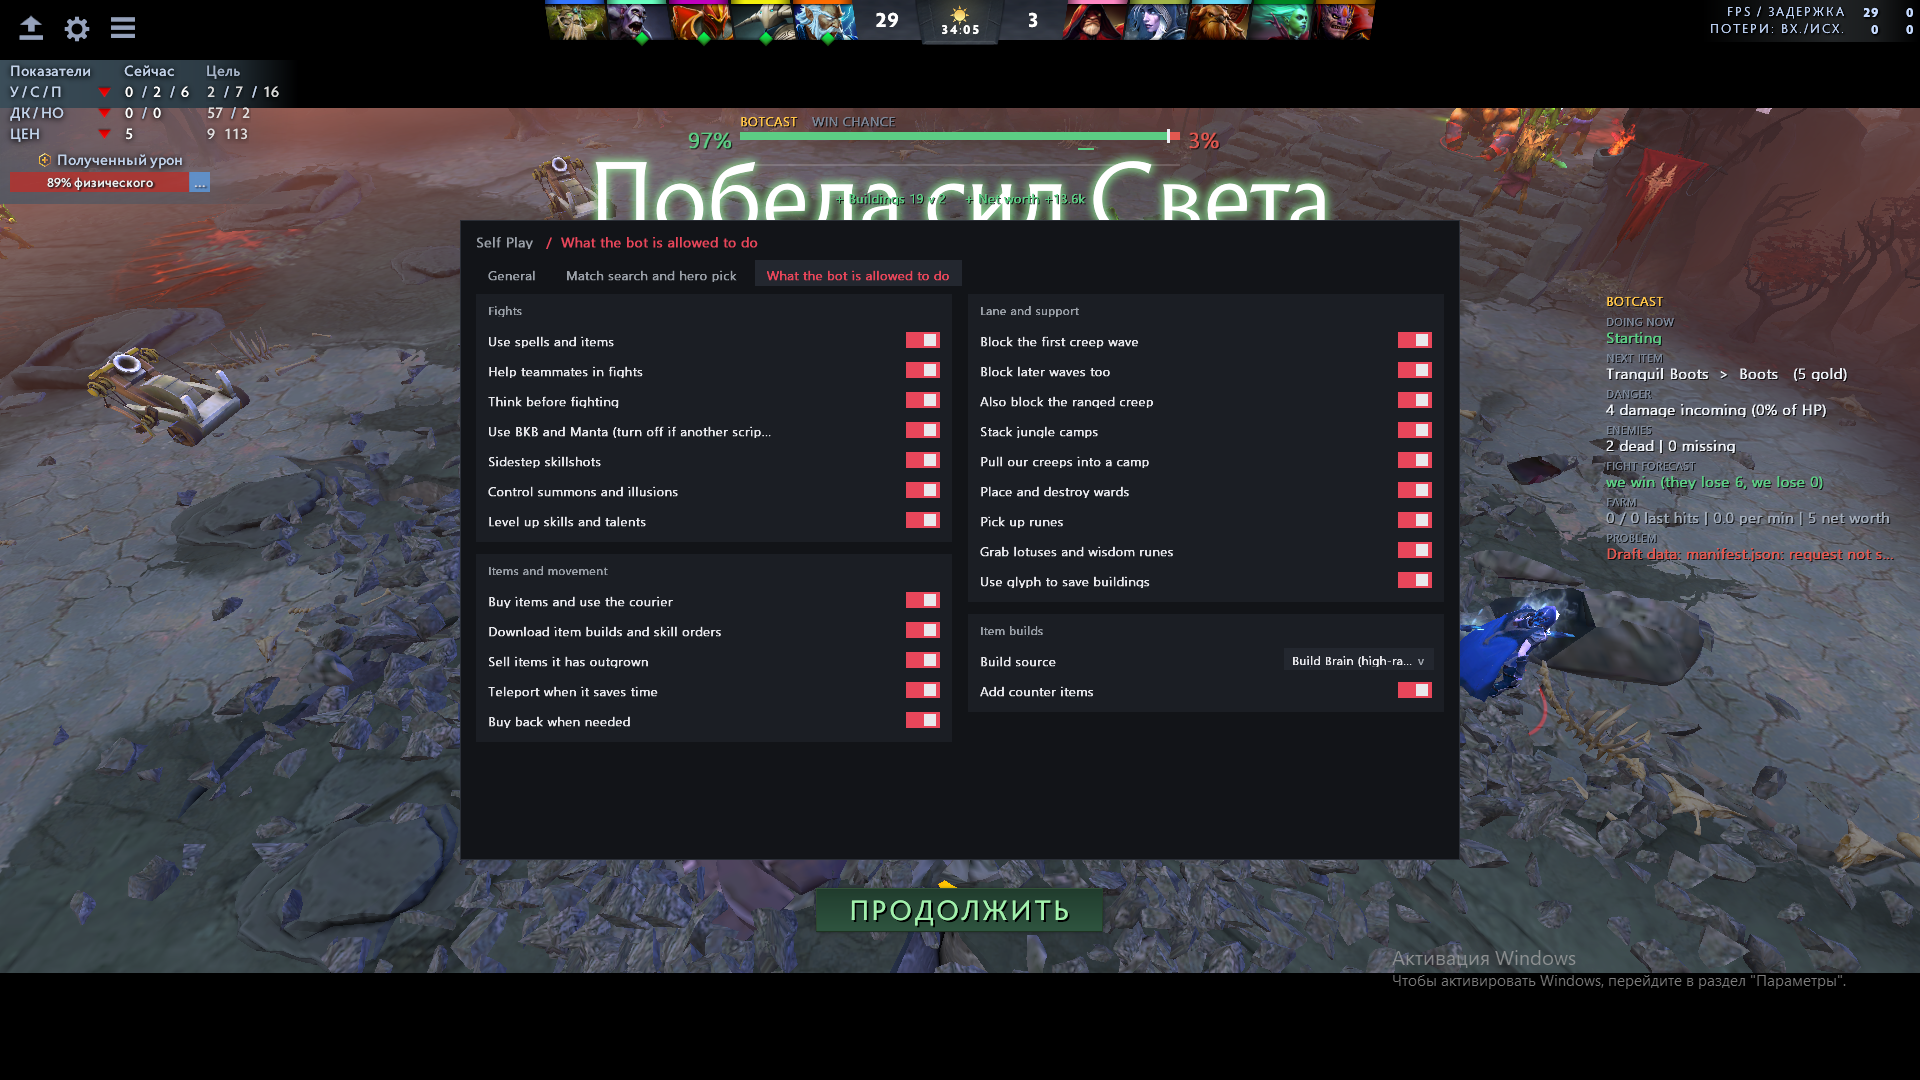 29
34:05
3
FPS / ЗАДЕРЖКА 29 0
ПОТЕРИ: ВХ./ИСХ. 0 0
Показатели Сейчас Цель
У/С/П 0 / 2 / 6 2 / 7 / 16
ДК/НО 0 / 0 57 / 2
ЦЕН 5 9 113
Полученный урон
89% физического ...
BOTCAST WIN CHANCE
97% 3%
Победа сил Света
+ Buildings 19 v 2 + Net worth +13.6k
Self Play / What the bot is allowed to do
General Match search and hero pick What the bot is allowed to do
Fights
Use spells and items
Help teammates in fights
Think before fighting
Use BKB and Manta (turn off if another scrip...
Sidestep skillshots
Control summons and illusions
Level up skills and talents
Items and movement
Buy items and use the courier
Download item builds and skill orders
Sell items it has outgrown
Teleport when it saves time
Buy back when needed
Lane and support
Block the first creep wave
Block later waves too
Also block the ranged creep
Stack jungle camps
Pull our creeps into a camp
Place and destroy wards
Pick up runes
Grab lotuses and wisdom runes
Use glyph to save buildings
Item builds
Build source Build Brain (high-ra... v
Add counter items
BOTCAST
DOING NOW
Starting
NEXT ITEM
Tranquil Boots > Boots (5 gold)
DANGER
4 damage incoming (0% of HP)
ENEMIES
2 dead | 0 missing
FIGHT FORECAST
we win (they lose 6, we lose 0)
FARM
0 / 0 last hits | 0.0 per min | 5 net worth
PROBLEM
Draft data: manifest.json: request not s...
ПРОДОЛЖИТЬ
Активация Windows
Чтобы активировать Windows, перейдите в раздел "Параметры".